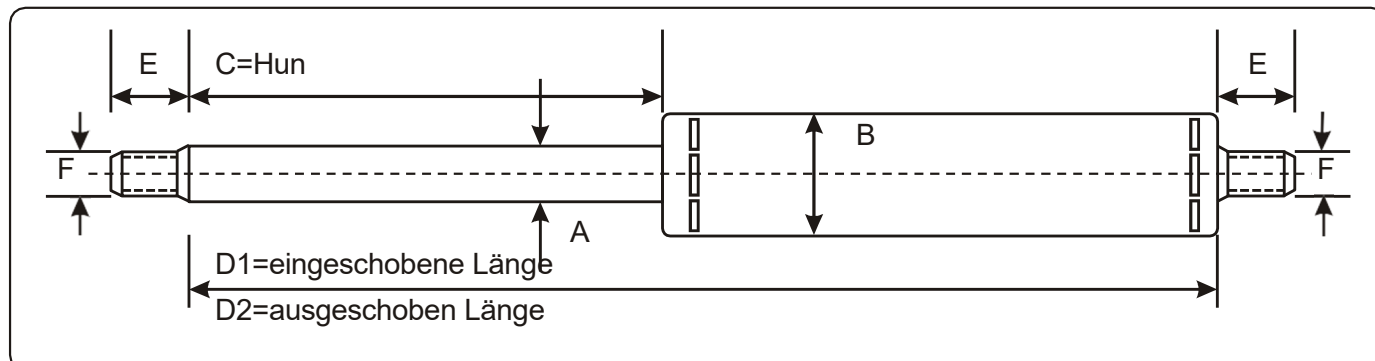 E
C=Hun
E
B
F
F
A
D1=eingeschobene Länge
D2=ausgeschoben Länge